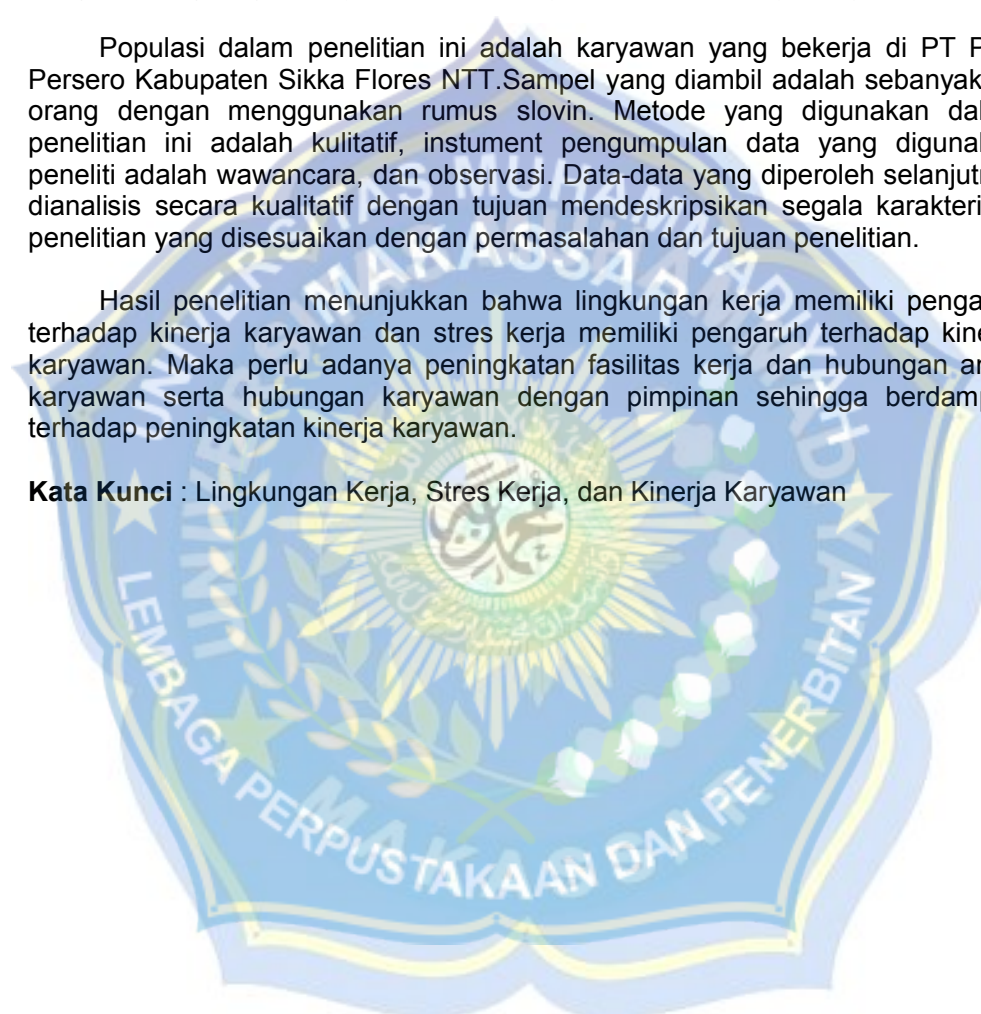 Populasi dalam penelitian ini adalah karyawan yang bekerja di PT P
Persero Kabupaten Sikka Flores NTT.Sampel yang diambil adalah sebanyak
orang dengan menggunakan rumus slovin. Metode yang digunakan dal
penelitian ini adalah kulitatif, instument pengumpulan data yang diguna
peneliti adalah wawancara, dan observasi. Data-data yang diperoleh selanjut
dianalisis secara kualitatif dengan tujuan mendeskripsikan segala karakteri
penelitian yang disesuaikan dengan permasalahan dan tujuan penelitian.
Hasil penelitian menunjukkan bahwa lingkungan kerja memiliki penga
terhadap kinerja karyawan dan stres kerja memiliki pengaruh terhadap kine
karyawan. Maka perlu adanya peningkatan fasilitas kerja dan hubungan an
karyawan serta hubungan karyawan dengan pimpinan sehingga berdamp
terhadap peningkatan kinerja karyawan.
Kata Kunci : Lingkungan Kerja, Stres Kerja, dan Kinerja Karyawan
UNIVERSITAS MUHAMMADIYAH
MAKASSAR
LEMBAGA PERPUSTAKAAN DAN PENERBITAN